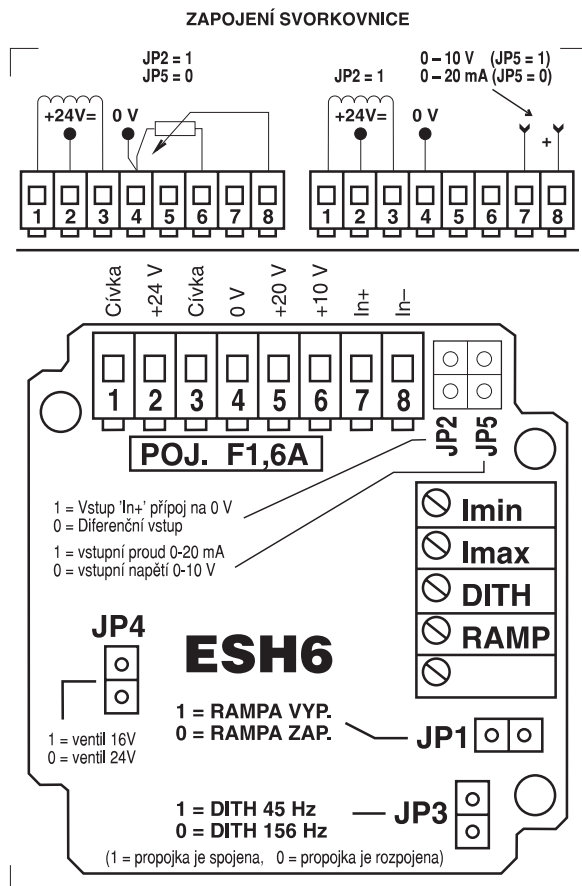 ZAPOJENÍ SVORKOVNICE
JP2 = 1
JP5 = 0
+24V=
0 V
1 2 3 4 5 6 7 8
0 – 10 V (JP5 = 1)
0 – 20 mA (JP5 = 0)
JP2 = 1
+24V=
0 V
+
1 2 3 4 5 6 7 8
Cívka
+24 V
Cívka
0 V
+20 V
+10 V
In+
In–
1 2 3 4 5 6 7 8
POJ. F1,6A
JP2
JP5
1 = Vstup 'In+' přípoj na 0 V
0 = Diferenční vstup
1 = vstupní proud 0-20 mA
0 = vstupní napětí 0-10 V
Imin
Imax
DITH
RAMP
JP4
ESH6
1 = ventil 16V
0 = ventil 24V
1 = RAMPA VYP.
0 = RAMPA ZAP.
JP1
1 = DITH 45 Hz
0 = DITH 156 Hz
JP3
(1 = propojka je spojena, 0 = propojka je rozpojena)